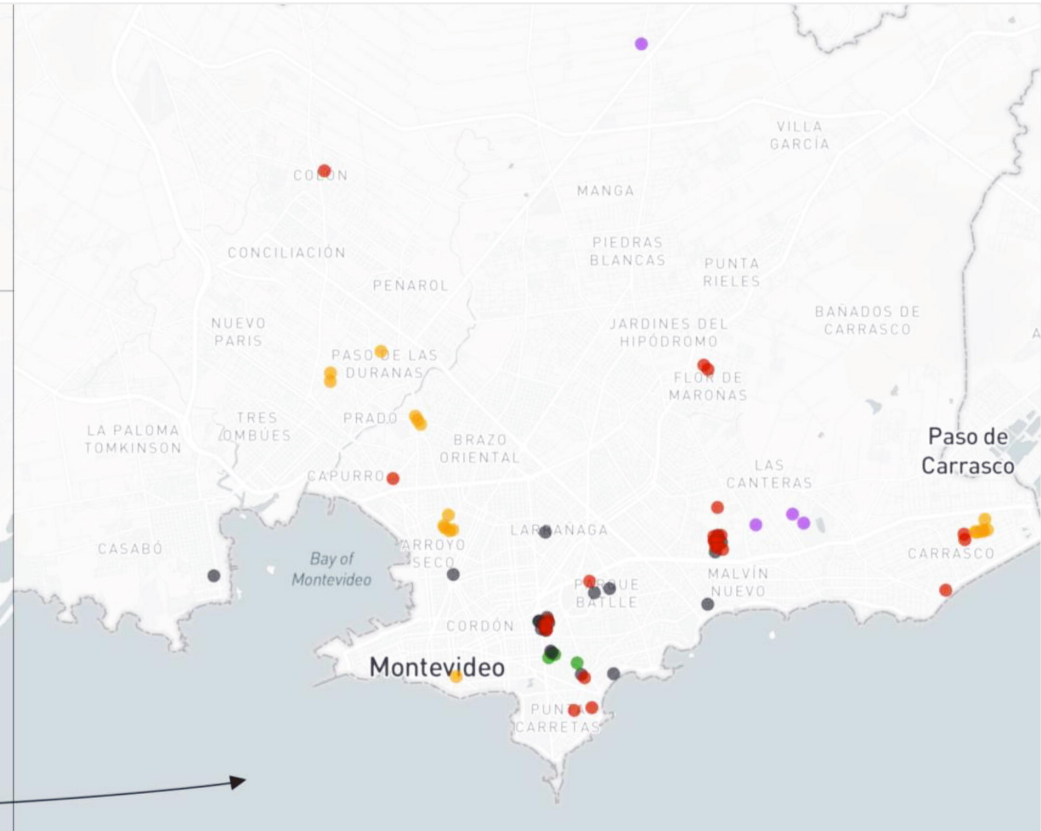 VILLA
GARCÍA
COLÓN
MANGA
CONCILIACIÓN
PIEDRAS
BLANCAS
PUNTA
RIELES
PEÑAROL
NUEVO
PARIS
BAÑADOS DE
CARRASCO
JARDINES DEL
HIPÓDROMO
PASO DE LAS
DURANAS
FLOR DE
MAROÑAS
LA PALOMA
TOMKINSON
TRES
OMBÚES
PRADO
BRAZO
ORIENTAL
Paso de
Carrasco
CAPURRO
LAS
CANTERAS
CASABÓ
Bay of
Montevideo
ARROYO
SECO
LARRAÑAGA
CARRASCO
MALVÍN
NUEVO
PARQUE
BATLLE
CORDÓN
Montevideo
PUNTA
CARRETAS